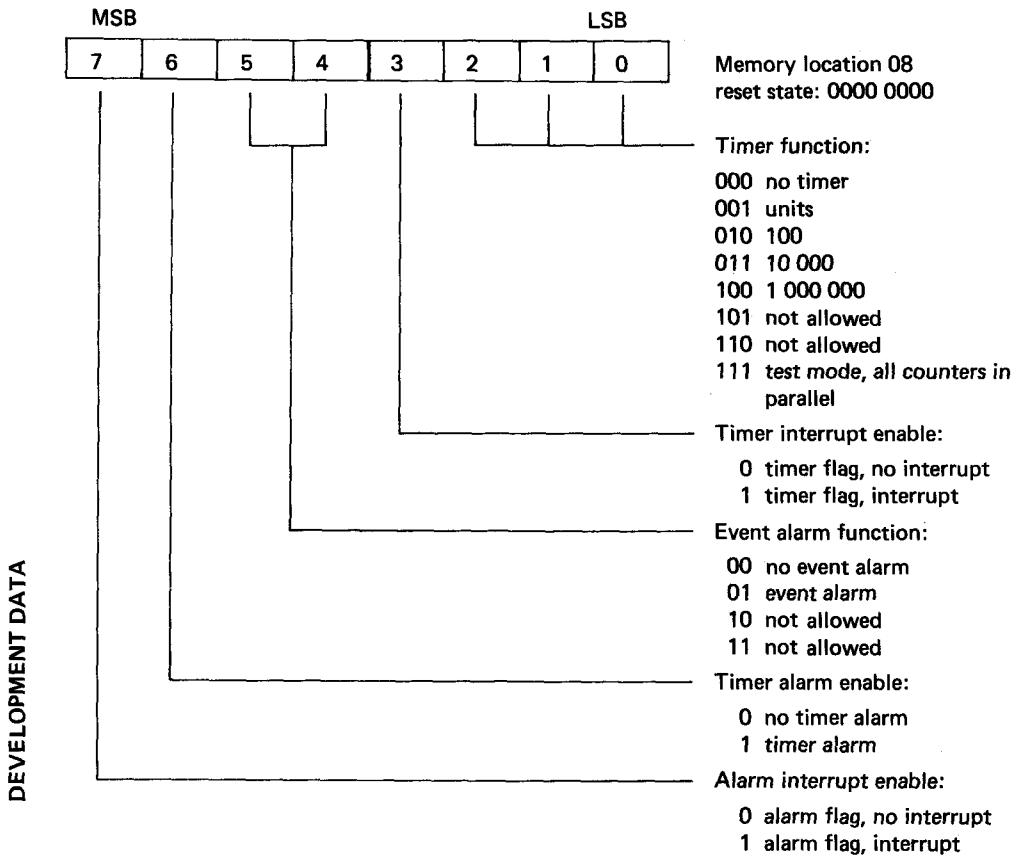 MSB LSB
7 6 5 4 3 2 1 0
Memory location 08
reset state: 0000 0000
Timer function:
000 no timer
001 units
010 100
011 10 000
100 1 000 000
101 not allowed
110 not allowed
111 test mode, all counters in
parallel
Timer interrupt enable:
0 timer flag, no interrupt
1 timer flag, interrupt
Event alarm function:
00 no event alarm
01 event alarm
10 not allowed
11 not allowed
Timer alarm enable:
0 no timer alarm
1 timer alarm
Alarm interrupt enable:
0 alarm flag, no interrupt
1 alarm flag, interrupt
DEVELOPMENT DATA